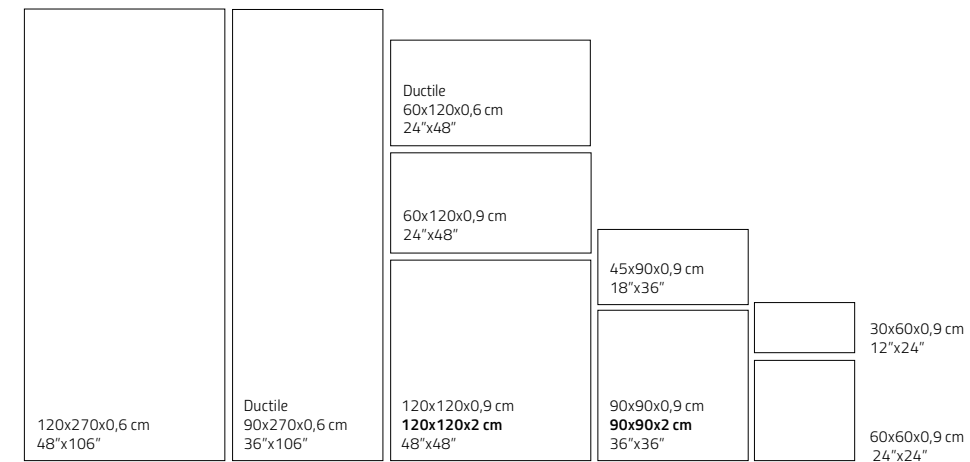 120x270x0,6 cm
48”x106”
Ductile
90x270x0,6 cm
36”x106”
Ductile
60x120x0,6 cm
24”x48”
60x120x0,9 cm
24”x48”
120x120x0,9 cm
120x120x2 cm
48”x48”
45x90x0,9 cm
18”x36”
90x90x0,9 cm
90x90x2 cm
36”x36”
30x60x0,9 cm
12”x24”
60x60x0,9 cm
24”x24”